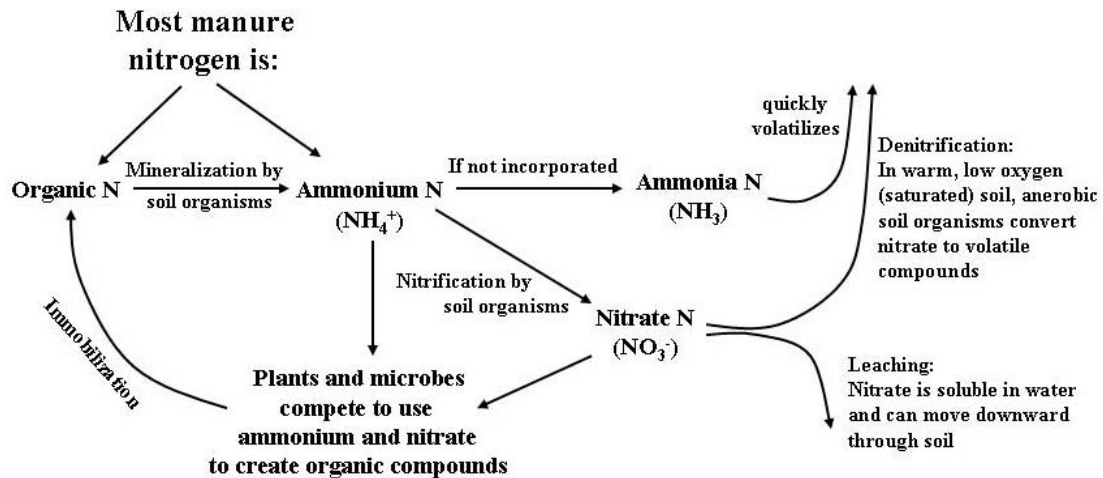 Most manure
nitrogen is:
Organic N
Mineralization by
soil organisms
Ammonium N
(NH₄⁺)
If not incorporated
Ammonia N
(NH₃)
quickly
volatilizes
Denitrification:
In warm, low oxygen
(saturated) soil, anerobic
soil organisms convert
nitrate to volatile
compounds
Nitrification by
soil organisms
Nitrate N
(NO₃⁻)
Immobilization
Plants and microbes
compete to use
ammonium and nitrate
to create organic compounds
Leaching:
Nitrate is soluble in water
and can move downward
through soil